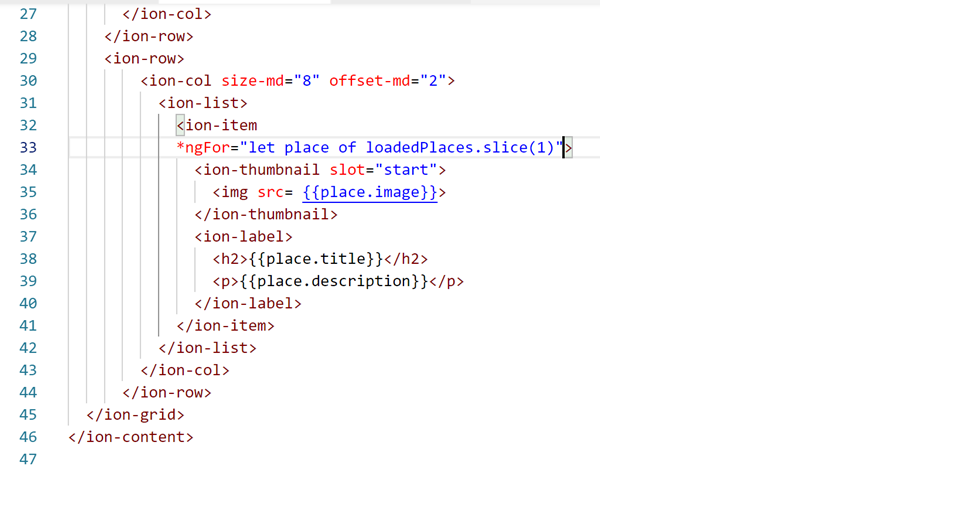 27 </ion-col>
28 </ion-row>
29 <ion-row>
30 <ion-col size-md="8" offset-md="2">
31 <ion-list>
32 <ion-item
33 *ngFor="let place of loadedPlaces.slice(1)">
34 <ion-thumbnail slot="start">
35 <img src= {{place.image}}>
36 </ion-thumbnail>
37 <ion-label>
38 <h2>{{place.title}}</h2>
39 <p>{{place.description}}</p>
40 </ion-label>
41 </ion-item>
42 </ion-list>
43 </ion-col>
44 </ion-row>
45 </ion-grid>
46 </ion-content>
47